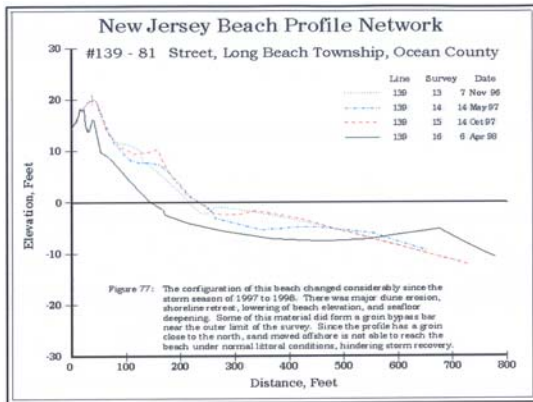 New Jersey Beach Profile Network
#139 - 81 Street, Long Beach Township, Ocean County
Line Survey Date
139 13 7 Nov 96
139 14 14 May 97
139 15 14 Oct 97
139 16 6 Apr 98
30
20
10
0
-10
-20
-30
Elevation, Feet
Figure 77: The configuration of this beach changed considerably since the
storm season of 1997 to 1998. There was major dune erosion,
shoreline retreat, lowering of beach elevation, and seafloor
deepening. Some of this material did form a groin bypass bar
near the outer limit of the survey. Since the profile has a groin
close to the north, sand moved offshore is not able to reach the
beach under normal littoral conditions, hindering storm recovery.
0 100 200 300 400 500 600 700 800
Distance, Feet